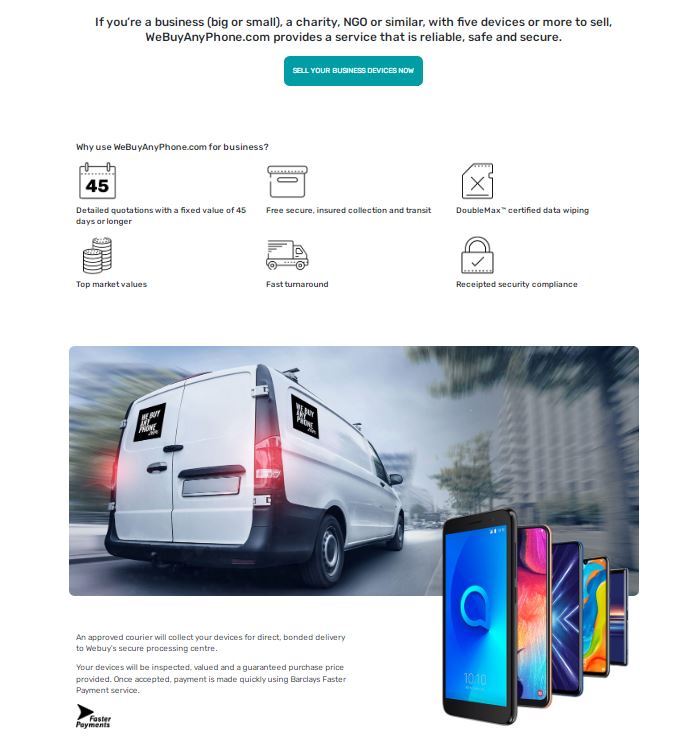 If you're a business (big or small), a charity, NGO or similar, with five devices or more to sell,
WeBuyAnyPhone.com provides a service that is reliable, safe and secure.
SELL YOUR BUSINESS DEVICES NOW
Why use WeBuyAnyPhone.com for business?
45
Detailed quotations with a fixed value of 45
days or longer
Free secure, insured collection and transit
DoubleMax™ certified data wiping
Top market values
Fast turnaround
Receipted security compliance
WE BUY
ANY
PHONE
.com
WE BUY
ANY
PHONE
.com
10:10
An approved courier will collect your devices for direct, bonded delivery
to Webuy's secure processing centre.
Your devices will be inspected, valued and a guaranteed purchase price
provided. Once accepted, payment is made quickly using Barclays Faster
Payment service.
Faster
Payments